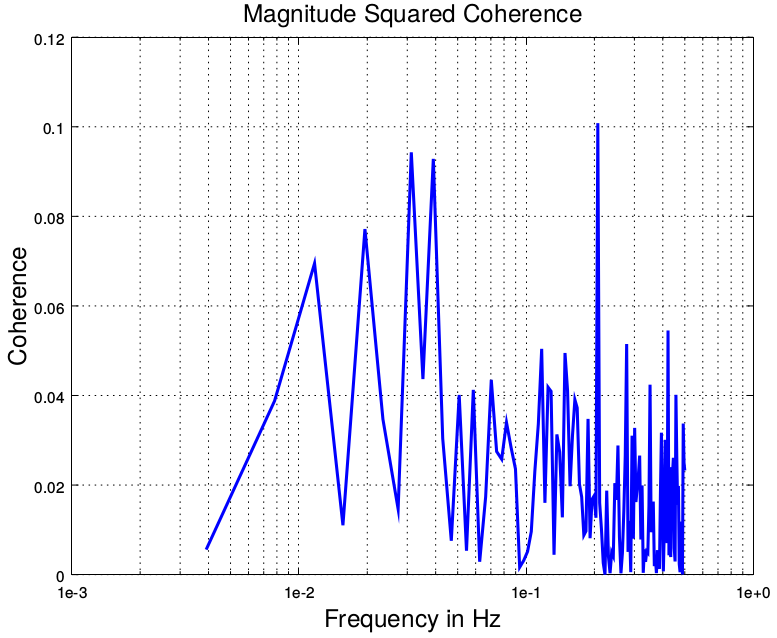 Magnitude Squared Coherence
0.12
0.1
0.08
0.06
0.04
0.02
0
Coherence
1e-3 1e-2 1e-1 1e+0
Frequency in Hz